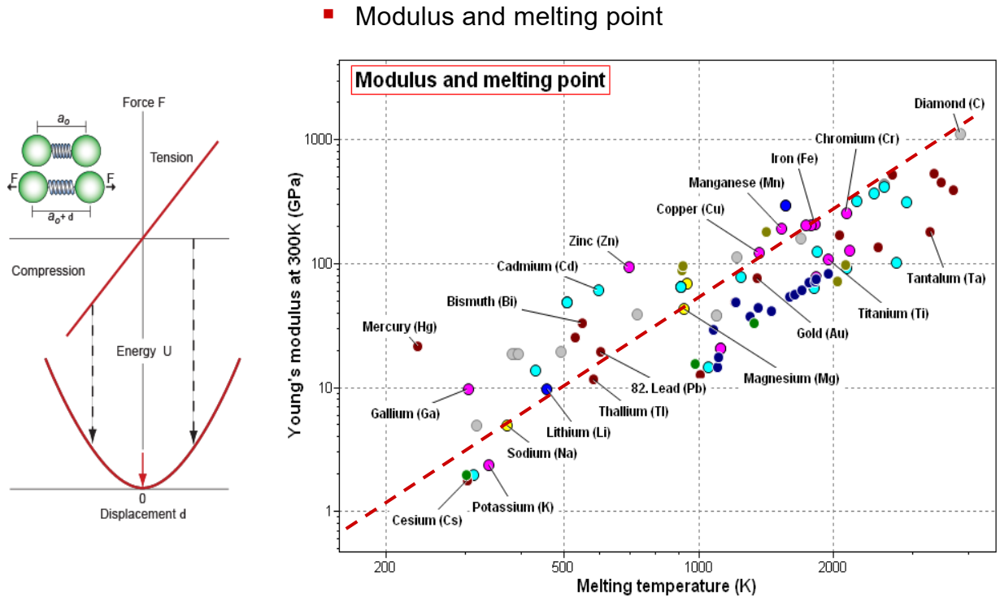 Modulus and melting point
Force F
aₒ
Tension
F
F
aₒ+ d
Compression
Energy U
0
Displacement d
Modulus and melting point
Young's modulus at 300K (GPa)
1000
100
10
1
Diamond (C)
Chromium (Cr)
Iron (Fe)
Manganese (Mn)
Copper (Cu)
Zinc (Zn)
Cadmium (Cd)
Bismuth (Bi)
Mercury (Hg)
Tantalum (Ta)
Titanium (Ti)
Gold (Au)
Magnesium (Mg)
82. Lead (Pb)
Thallium (Tl)
Gallium (Ga)
Lithium (Li)
Sodium (Na)
Potassium (K)
Cesium (Cs)
200
500
1000
2000
Melting temperature (K)